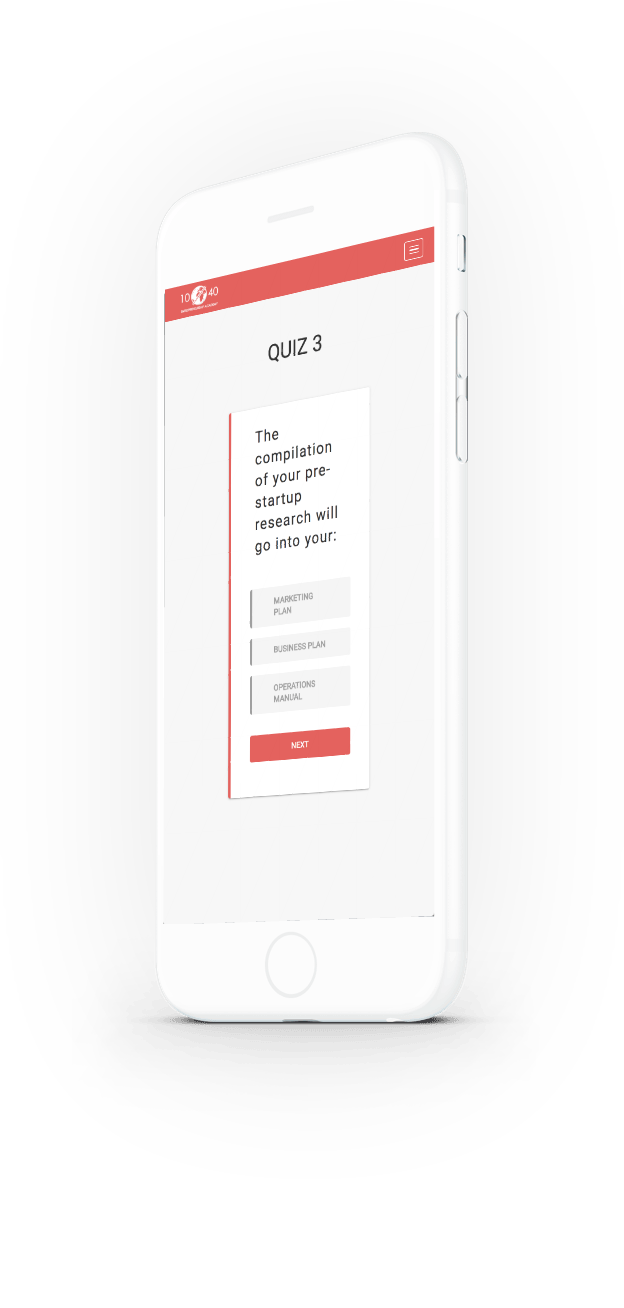 10 40
QUIZ 3
The
compilation
of your pre-
startup
research will
go into your:
MARKETING
PLAN
BUSINESS PLAN
OPERATIONS
MANUAL
NEXT